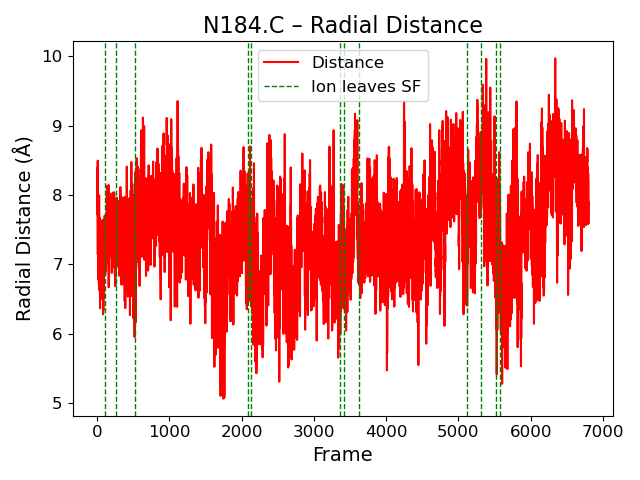 N184.C – Radial Distance
Distance
Ion leaves SF
Radial Distance (Å)
10
9
8
7
6
5
0
1000
2000
3000
4000
5000
6000
7000
Frame